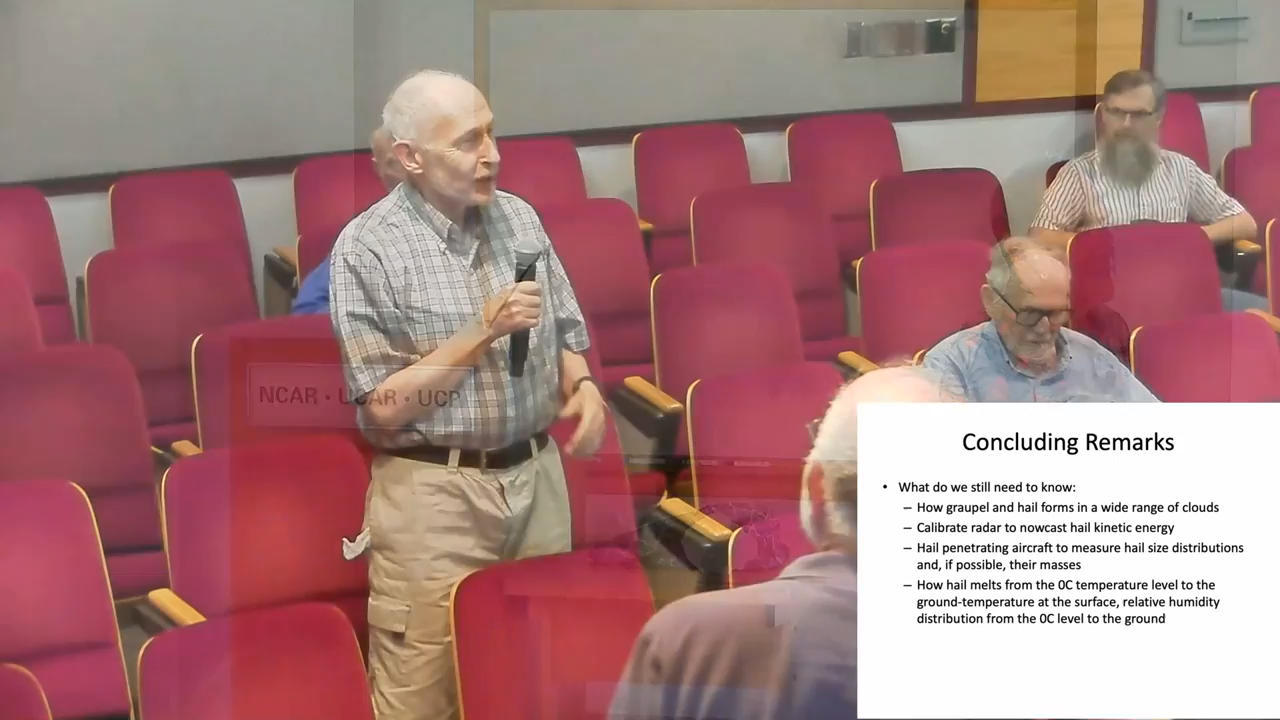 NCAR • UCAR • UCP
Concluding Remarks
• What do we still need to know:
– How graupel and hail forms in a wide range of clouds
– Calibrate radar to nowcast hail kinetic energy
– Hail penetrating aircraft to measure hail size distributions
and, if possible, their masses
– How hail melts from the 0C temperature level to the
ground-temperature at the surface, relative humidity
distribution from the 0C level to the ground